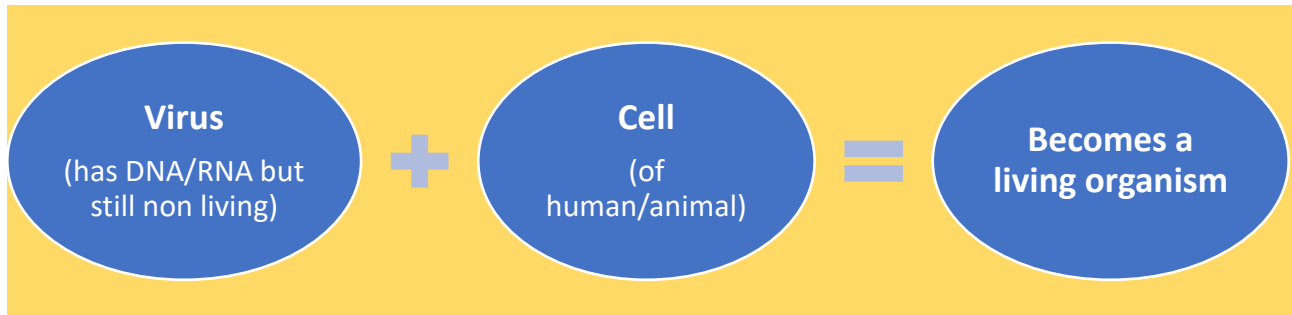 Virus
(has DNA/RNA but
still non living)
+
Cell
(of
human/animal)
=
Becomes a
living organism